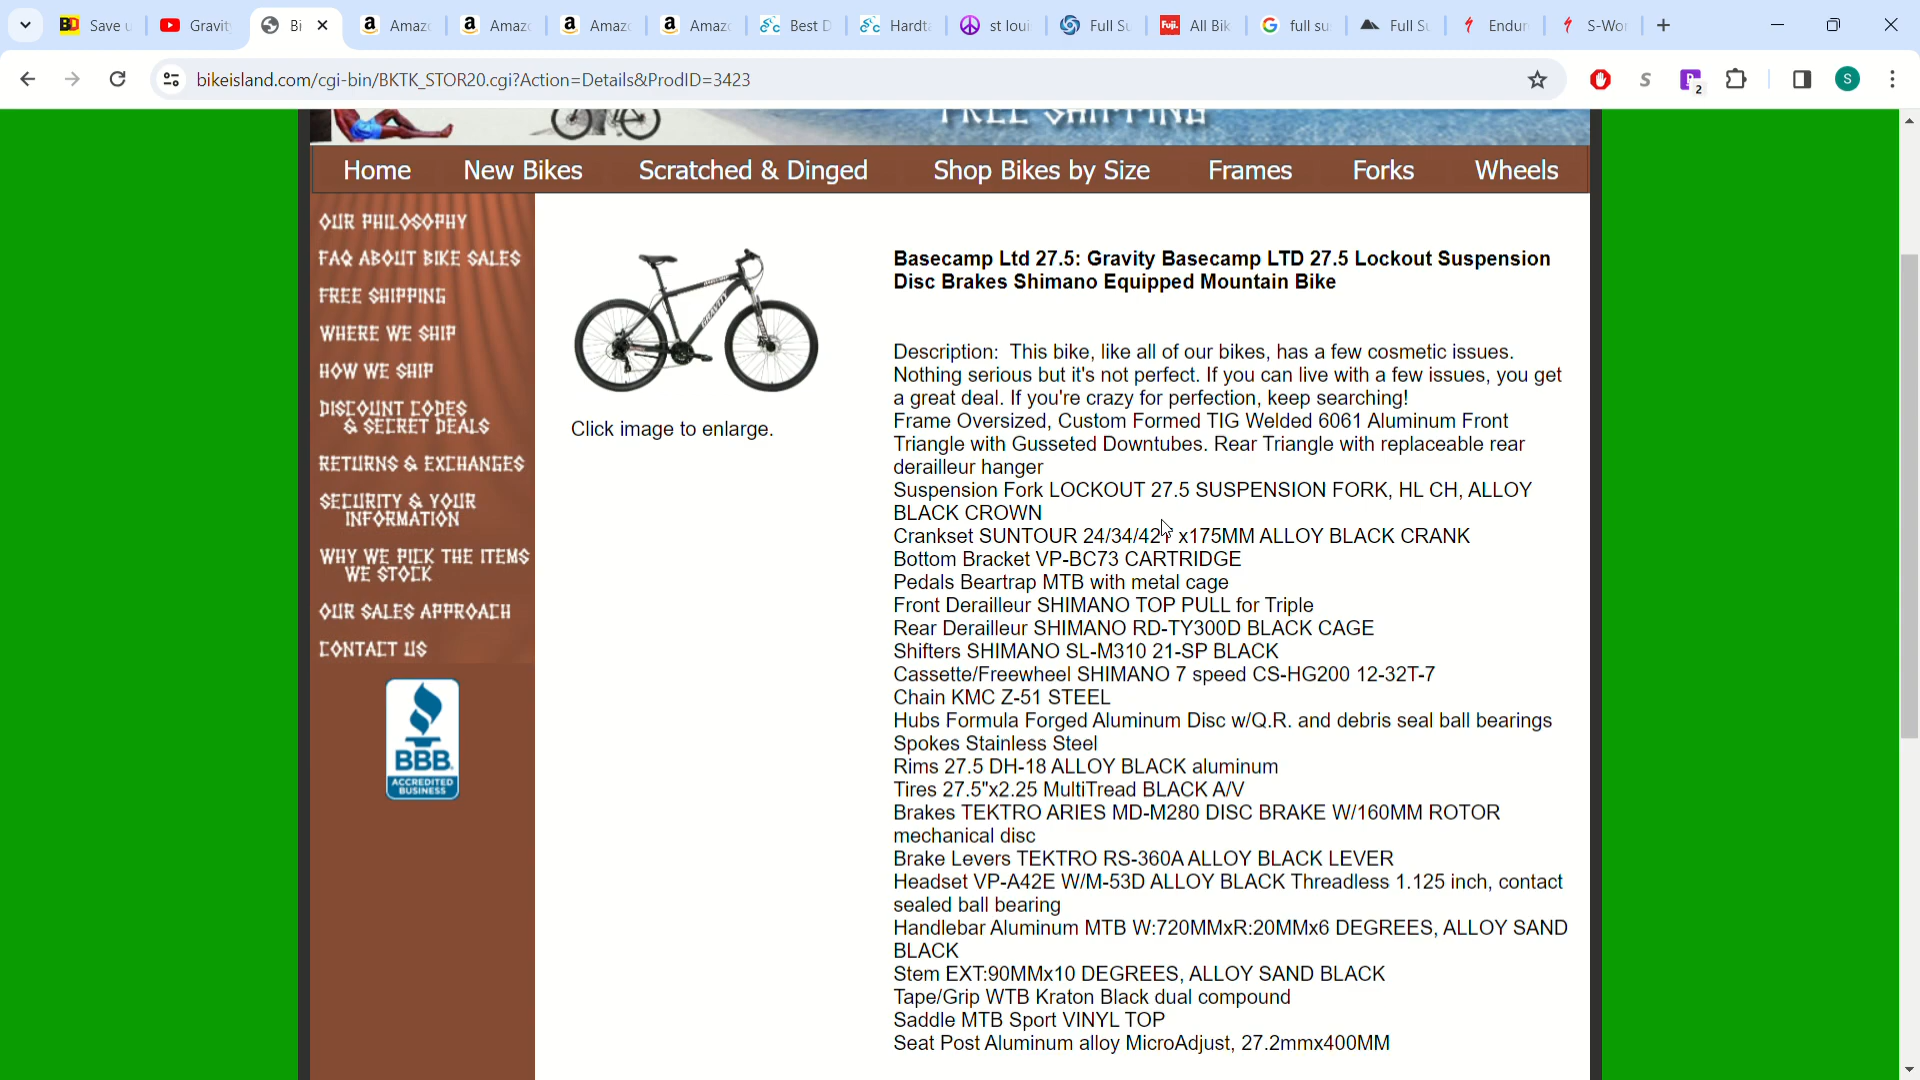 Save u
Gravit
Bi
Amaz
Amaz
Amaz
Amaz
Best D
Hardta
st loui
Full Su
All Bik
full su
Full Su
Endur
S-Wor
bikeisland.com/cgi-bin/BKTK_STOR20.cgi?Action=Details&ProdID=3423
2
S
FREE SHIPPING
Home New Bikes Scratched & Dinged Shop Bikes by Size Frames Forks Wheels
OUR PHILOSOPHY
FAQ ABOUT BIKE SALES
FREE SHIPPING
WHERE WE SHIP
HOW WE SHIP
DISCOUNT CODES
& SECRET DEALS
RETURNS & EXCHANGES
SECURITY & YOUR
INFORMATION
WHY WE PICK THE ITEMS
WE STOCK
OUR SALES APPROACH
CONTACT US
BBB
ACCREDITED
BUSINESS
GRAVITY
Click image to enlarge.
Basecamp Ltd 27.5: Gravity Basecamp LTD 27.5 Lockout Suspension
Disc Brakes Shimano Equipped Mountain Bike
Description: This bike, like all of our bikes, has a few cosmetic issues.
Nothing serious but it's not perfect. If you can live with a few issues, you get
a great deal. If you're crazy for perfection, keep searching!
Frame Oversized, Custom Formed TIG Welded 6061 Aluminum Front
Triangle with Gusseted Downtubes. Rear Triangle with replaceable rear
derailleur hanger
Suspension Fork LOCKOUT 27.5 SUSPENSION FORK, HL CH, ALLOY
BLACK CROWN
Crankset SUNTOUR 24/34/42T x175MM ALLOY BLACK CRANK
Bottom Bracket VP-BC73 CARTRIDGE
Pedals Beartrap MTB with metal cage
Front Derailleur SHIMANO TOP PULL for Triple
Rear Derailleur SHIMANO RD-TY300D BLACK CAGE
Shifters SHIMANO SL-M310 21-SP BLACK
Cassette/Freewheel SHIMANO 7 speed CS-HG200 12-32T-7
Chain KMC Z-51 STEEL
Hubs Formula Forged Aluminum Disc w/Q.R. and debris seal ball bearings
Spokes Stainless Steel
Rims 27.5 DH-18 ALLOY BLACK aluminum
Tires 27.5"x2.25 MultiTread BLACK A/V
Brakes TEKTRO ARIES MD-M280 DISC BRAKE W/160MM ROTOR
mechanical disc
Brake Levers TEKTRO RS-360A ALLOY BLACK LEVER
Headset VP-A42E W/M-53D ALLOY BLACK Threadless 1.125 inch, contact
sealed ball bearing
Handlebar Aluminum MTB W:720MMxR:20MMx6 DEGREES, ALLOY SAND
BLACK
Stem EXT:90MMx10 DEGREES, ALLOY SAND BLACK
Tape/Grip WTB Kraton Black dual compound
Saddle MTB Sport VINYL TOP
Seat Post Aluminum alloy MicroAdjust, 27.2mmx400MM